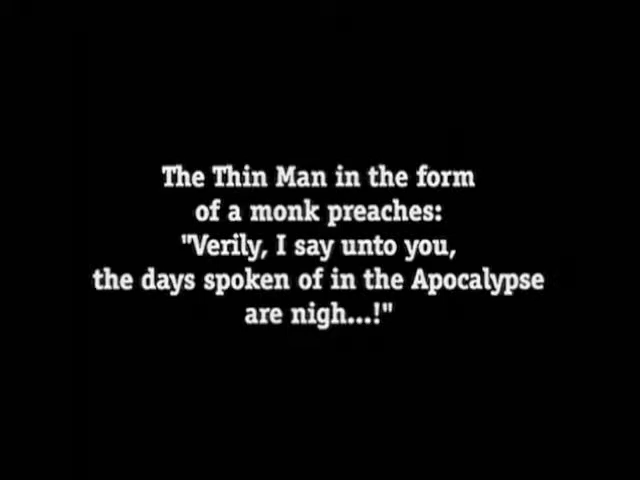 The Thin Man in the form
of a monk preaches:
"Verily, I say unto you,
the days spoken of in the Apocalypse
are nigh...!"